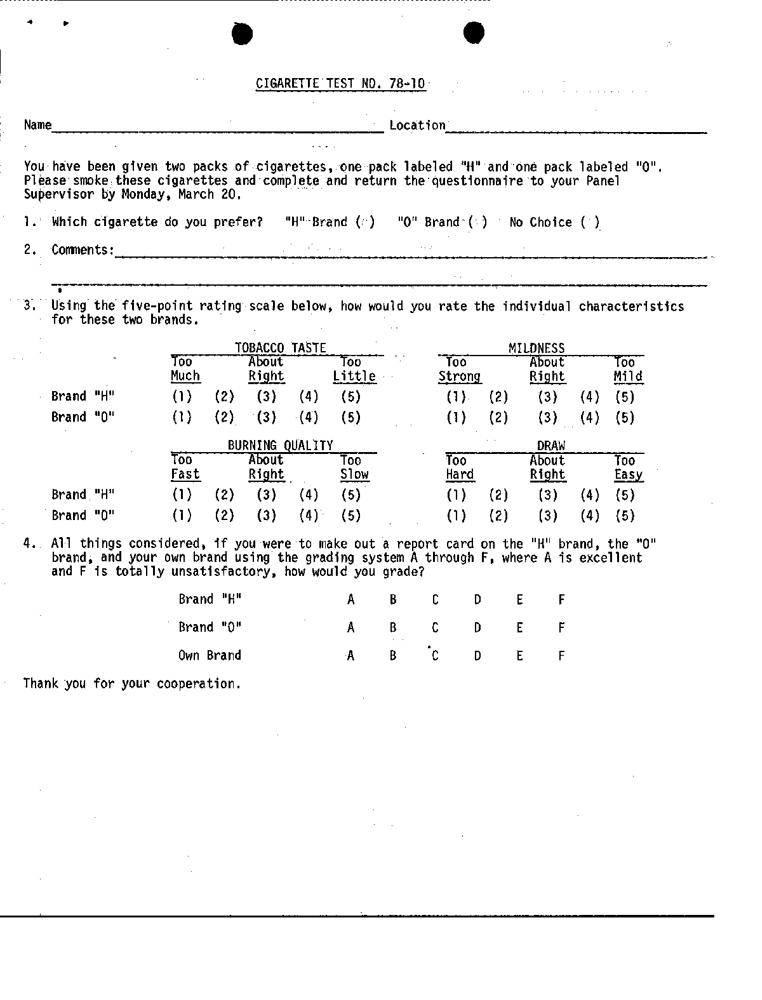 CIGARETTE TEST NO. 78-10
Name Location
You have been given two packs of cigarettes, one pack labeled "H" and one pack labeled "O".
Please smoke these cigarettes and complete and return the questionnaire to your Panel
Supervisor by Monday, March 20.
1. Which cigarette do you prefer? "H" Brand ( ) "O" Brand ( ) No Choice ( )
2. Comments:
3. Using the five-point rating scale below, how would you rate the individual characteristics
for these two brands.
TOBACCO TASTE MILDNESS
Too About Too Too About Too
Much Right Little Strong Right Mild
Brand "H" (1) (2) (3) (4) (5) (1) (2) (3) (4) (5)
Brand "O" (1) (2) (3) (4) (5) (1) (2) (3) (4) (5)
BURNING QUALITY DRAW
Too About Too Too About Too
Fast Right Slow Hard Right Easy
Brand "H" (1) (2) (3) (4) (5) (1) (2) (3) (4) (5)
Brand "O" (1) (2) (3) (4) (5) (1) (2) (3) (4) (5)
4. All things considered, if you were to make out a report card on the "H" brand, the "O"
brand, and your own brand using the grading system A through F, where A is excellent
and F is totally unsatisfactory, how would you grade?
Brand "H" A B C D E F
Brand "O" A B C D E F
Own Brand A B C D E F
Thank you for your cooperation.